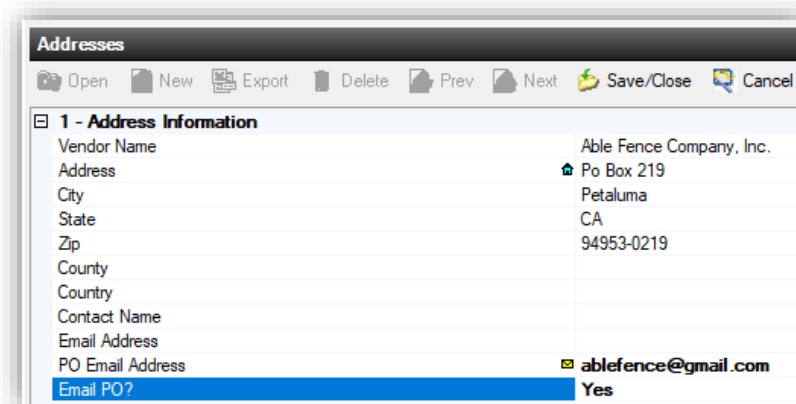 Addresses
Open New Export Delete Prev Next Save/Close Cancel
1 - Address Information
Vendor Name Able Fence Company, Inc.
Address Po Box 219
City Petaluma
State CA
Zip 94953-0219
County
Country
Contact Name
Email Address
PO Email Address ablefence@gmail.com
Email PO? Yes